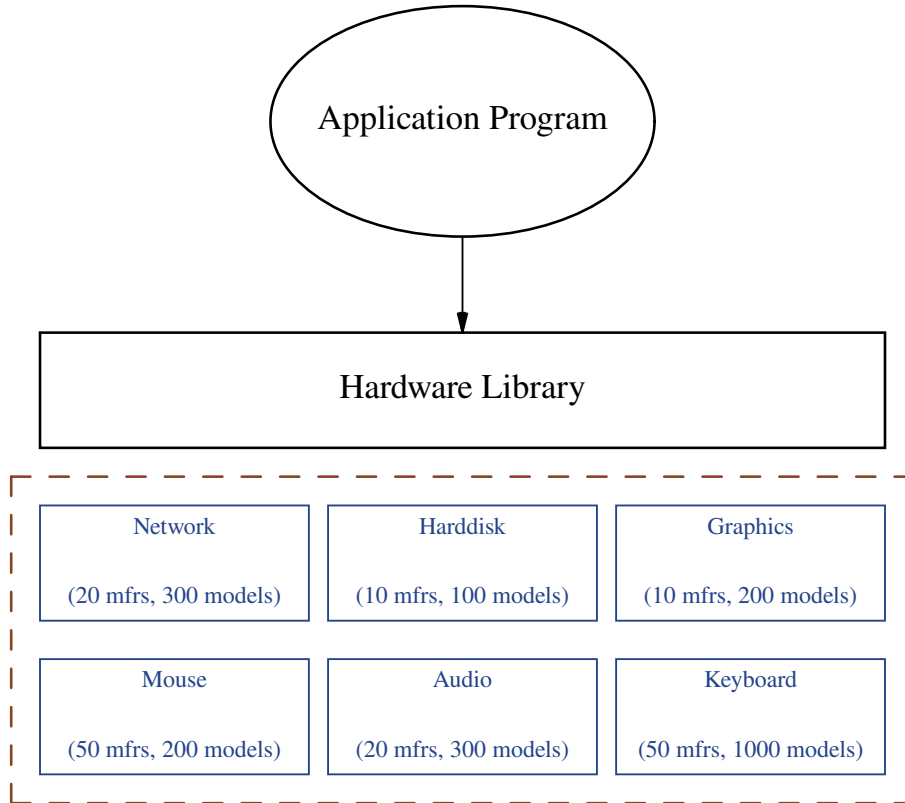 Application Program
Hardware Library
Network
(20 mfrs, 300 models)
Harddisk
(10 mfrs, 100 models)
Graphics
(10 mfrs, 200 models)
Mouse
(50 mfrs, 200 models)
Audio
(20 mfrs, 300 models)
Keyboard
(50 mfrs, 1000 models)